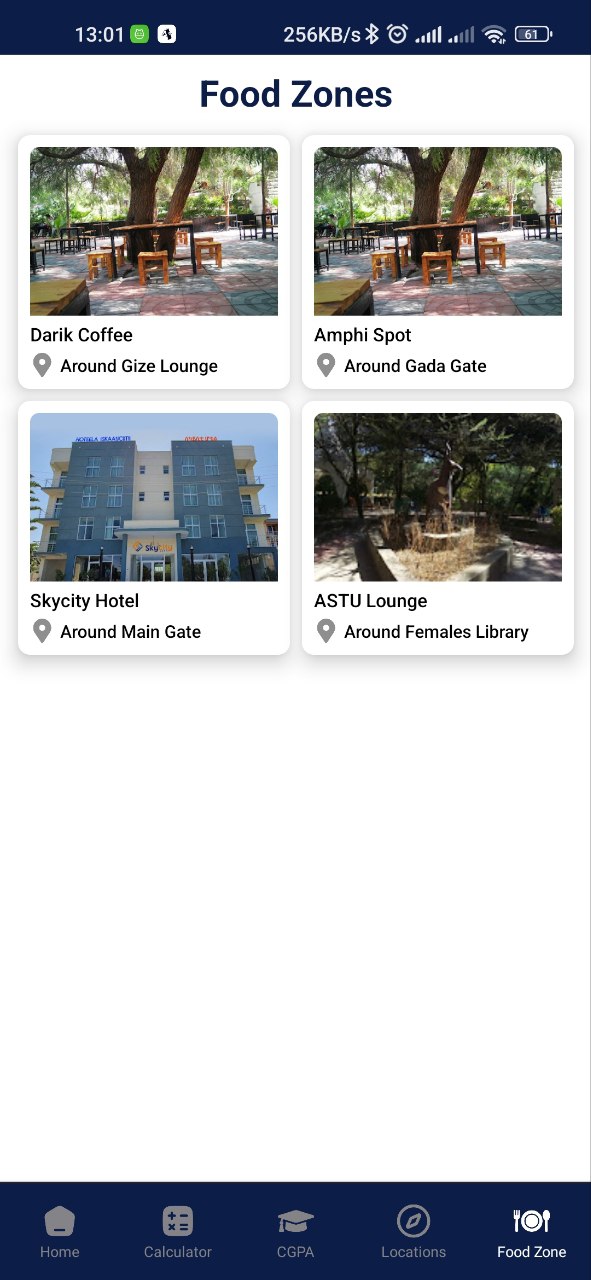 13:01 256KB/s 61
Food Zones
Darik Coffee
Around Gize Lounge
Amphi Spot
Around Gada Gate
Skycity
Skycity Hotel
Around Main Gate
ASTU Lounge
Around Females Library
Home
Calculator
CGPA
Locations
Food Zone